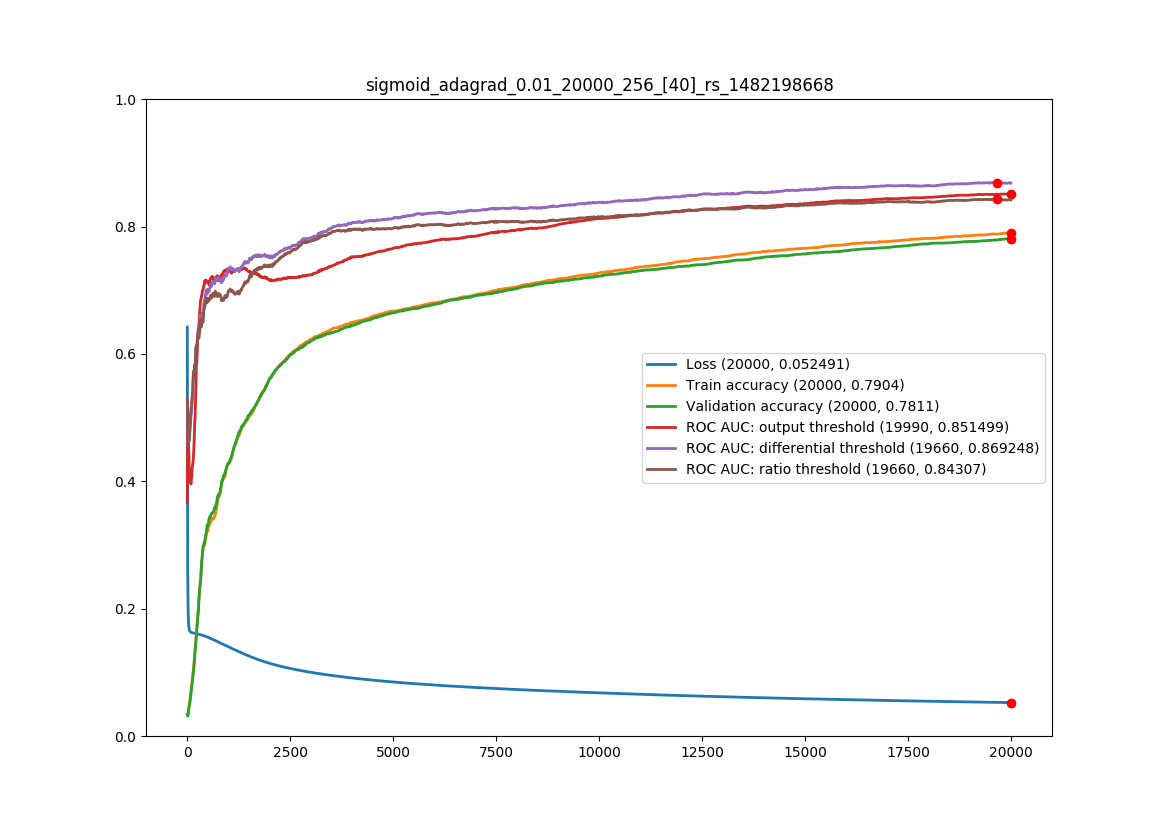 sigmoid_adagrad_0.01_20000_256_[40]_rs_1482198668
1.0
0.8
0.6
0.4
0.2
0.0
Loss (20000, 0.052491)
Train accuracy (20000, 0.7904)
Validation accuracy (20000, 0.7811)
ROC AUC: output threshold (19990, 0.851499)
ROC AUC: differential threshold (19660, 0.869248)
ROC AUC: ratio threshold (19660, 0.84307)
0 2500 5000 7500 10000 12500 15000 17500 20000